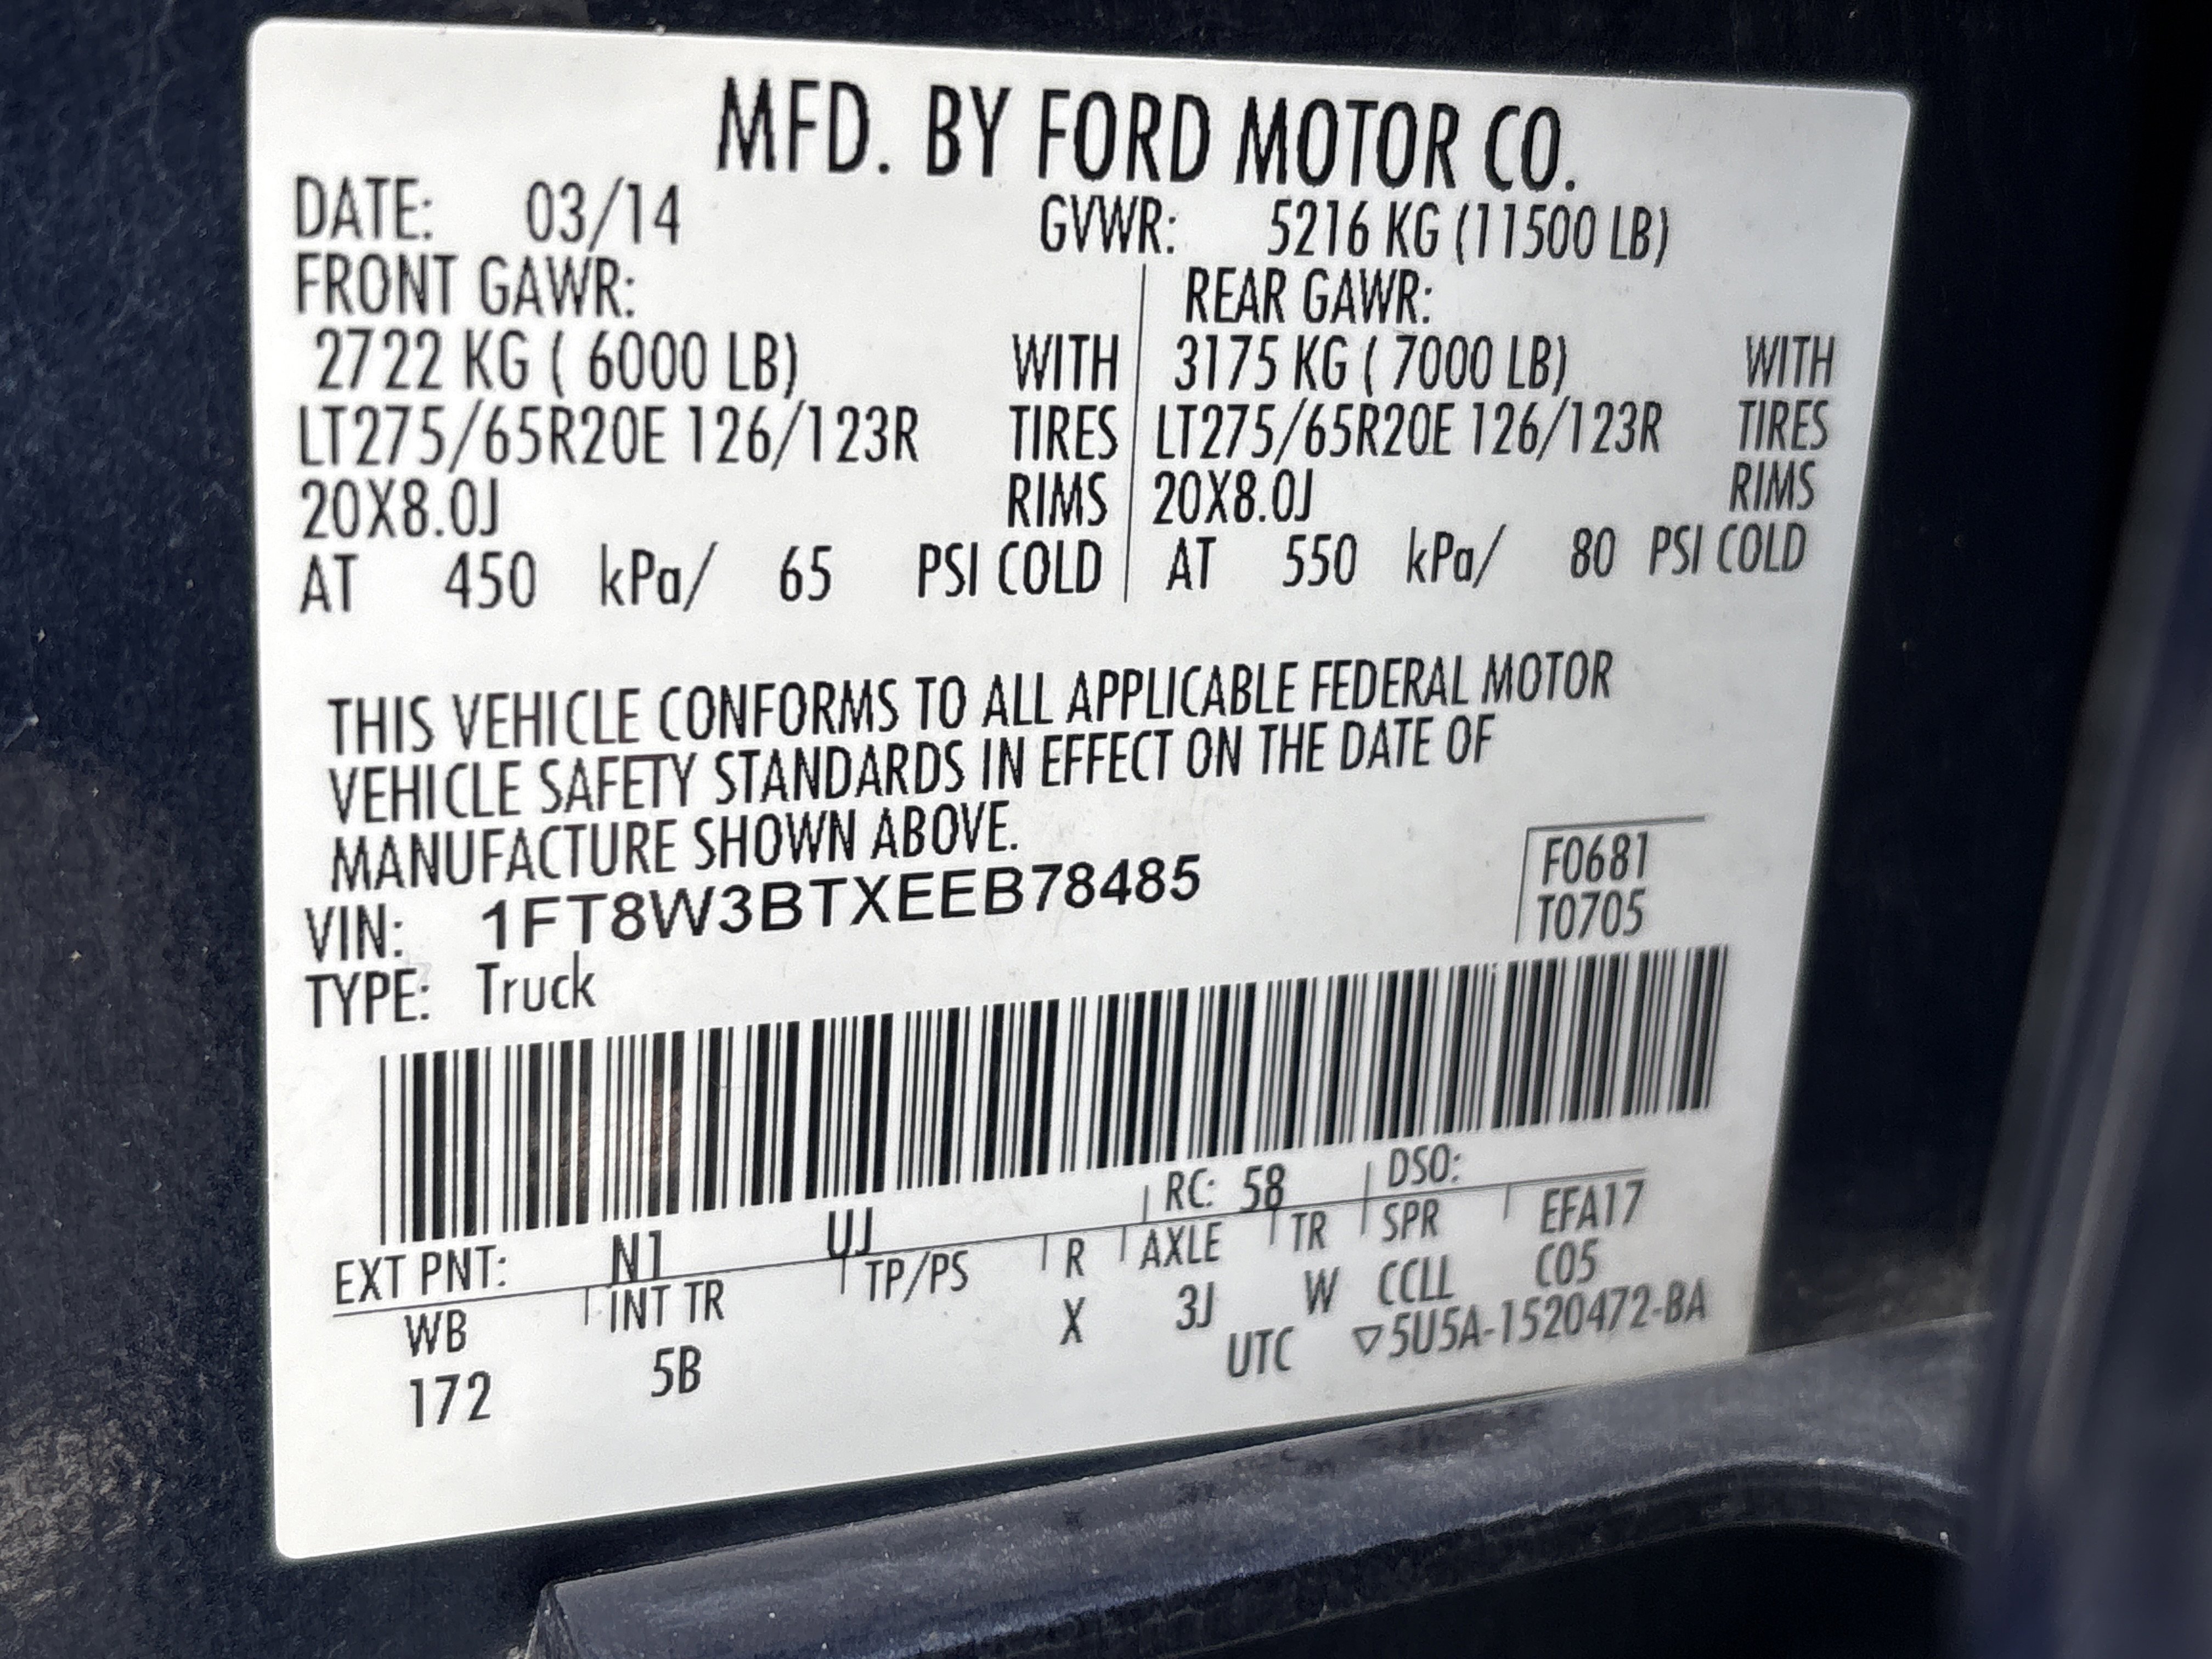 MFD. BY FORD MOTOR CO.
DATE: 03/14 GVWR: 5216 KG (11500 LB)
FRONT GAWR: REAR GAWR:
2722 KG ( 6000 LB) WITH 3175 KG ( 7000 LB) WITH
LT275/65R20E 126/123R TIRES LT275/65R20E 126/123R TIRES
20X8.0J RIMS 20X8.0J RIMS
AT 450 kPa/ 65 PSI COLD AT 550 kPa/ 80 PSI COLD
THIS VEHICLE CONFORMS TO ALL APPLICABLE FEDERAL MOTOR
VEHICLE SAFETY STANDARDS IN EFFECT ON THE DATE OF
MANUFACTURE SHOWN ABOVE.
F0681
VIN: 1FT8W3BTXEEB78485 T0705
TYPE: Truck
EXT PNT: N1 UJ RC: 58 DSO:
WB INT TR TP/PS R AXLE TR SPR EFA17
172 5B X 3J W CCLL C05
UTC ▽5U5A-1520472-BA